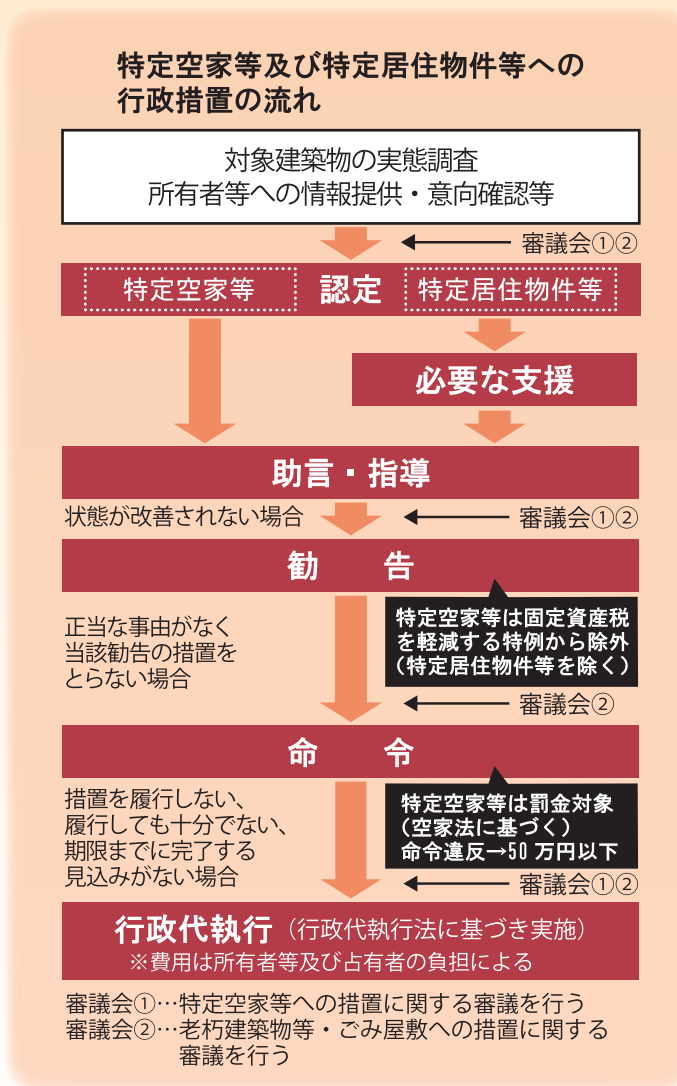 特定空家等及び特定居住物件等への
行政措置の流れ
対象建築物の実態調査
所有者等への情報提供・意向確認等
審議会①②
特定空家等
認定
特定居住物件等
必要な支援
助言・指導
状態が改善されない場合
審議会①②
勧　告
特定空家等は固定資産税
を軽減する特例から除外
（特定居住物件等を除く）
正当な事由がなく
当該勧告の措置を
とらない場合
審議会②
命　令
特定空家等は罰金対象
（空家法に基づく）
命令違反→50万円以下
措置を履行しない、
履行しても十分でない、
期限までに完了する
見込みがない場合
審議会①②
行政代執行（行政代執行法に基づき実施）
※費用は所有者等及び占有者の負担による
審議会①…特定空家等への措置に関する審議を行う
審議会②…老朽建築物等・ごみ屋敷への措置に関する
審議を行う